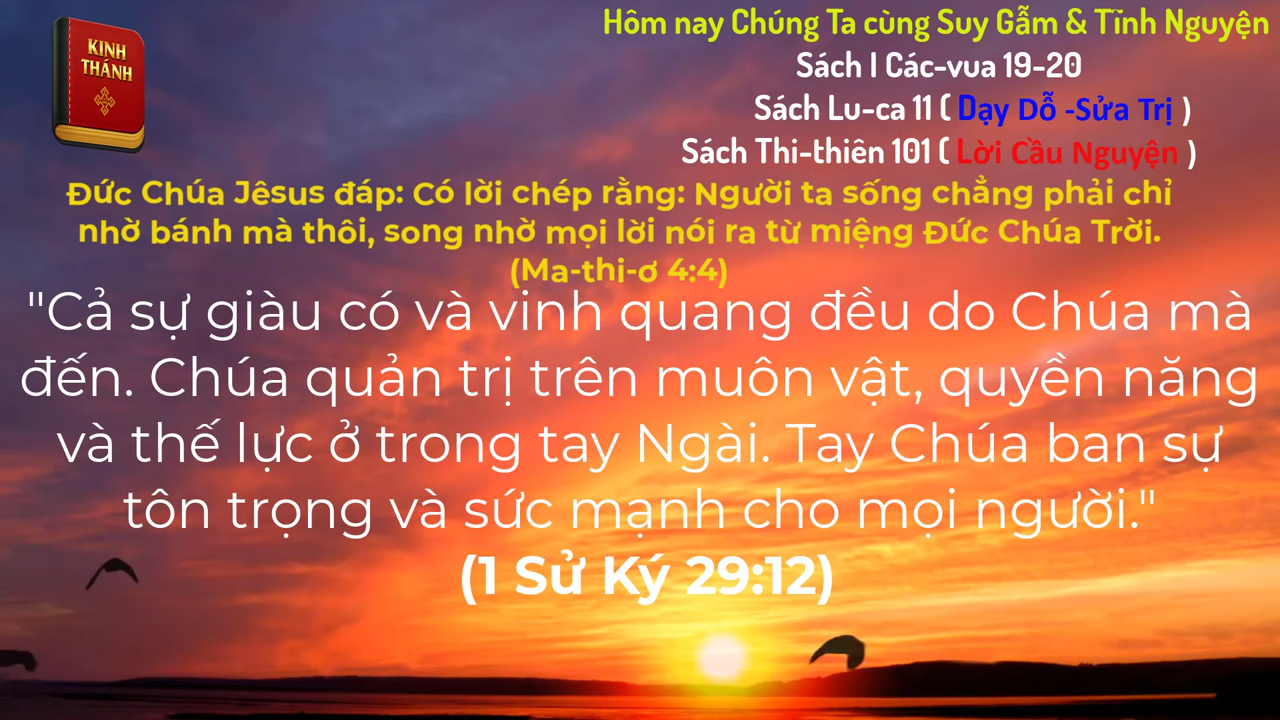 KINH
THÁNH
Hôm nay Chúng Ta cùng Suy Gẫm & Tĩnh Nguyện
Sách I Các-vua 19-20
Sách Lu-ca 11 ( Dạy Dỗ -Sửa Trị )
Sách Thi-thiên 101 ( Lời Cầu Nguyện )
Đức Chúa Jêsus đáp: Có lời chép rằng: Người ta sống chẳng phải chỉ
nhờ bánh mà thôi, song nhờ mọi lời nói ra từ miệng Đức Chúa Trời.
(Ma-thi-ơ 4:4)
"Cả sự giàu có và vinh quang đều do Chúa mà
đến. Chúa quản trị trên muôn vật, quyền năng
và thế lực ở trong tay Ngài. Tay Chúa ban sự
tôn trọng và sức mạnh cho mọi người."
(1 Sử Ký 29:12)